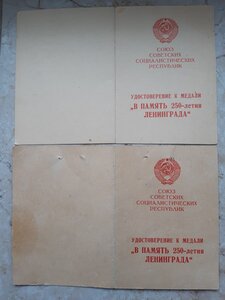 СОЮЗ
СОВЕТСКИХ
СОЦИАЛИСТИЧЕСКИХ
РЕСПУБЛИК
УДОСТОВЕРЕНИЕ К МЕДАЛИ
„В ПАМЯТЬ 250-летия
ЛЕНИНГРАДА“
СОЮЗ
СОВЕТСКИХ
СОЦИАЛИСТИЧЕСКИХ
РЕСПУБЛИК
УДОСТОВЕРЕНИЕ К МЕДАЛИ
„В ПАМЯТЬ 250-летия
ЛЕНИНГРАДА“